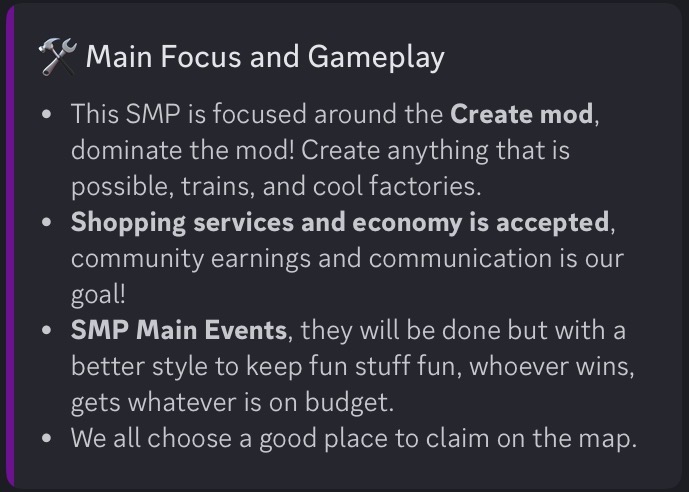 Main Focus and Gameplay
• This SMP is focused around the Create mod,
dominate the mod! Create anything that is
possible, trains, and cool factories.
• Shopping services and economy is accepted,
community earnings and communication is our
goal!
• SMP Main Events, they will be done but with a
better style to keep fun stuff fun, whoever wins,
gets whatever is on budget.
• We all choose a good place to claim on the map.